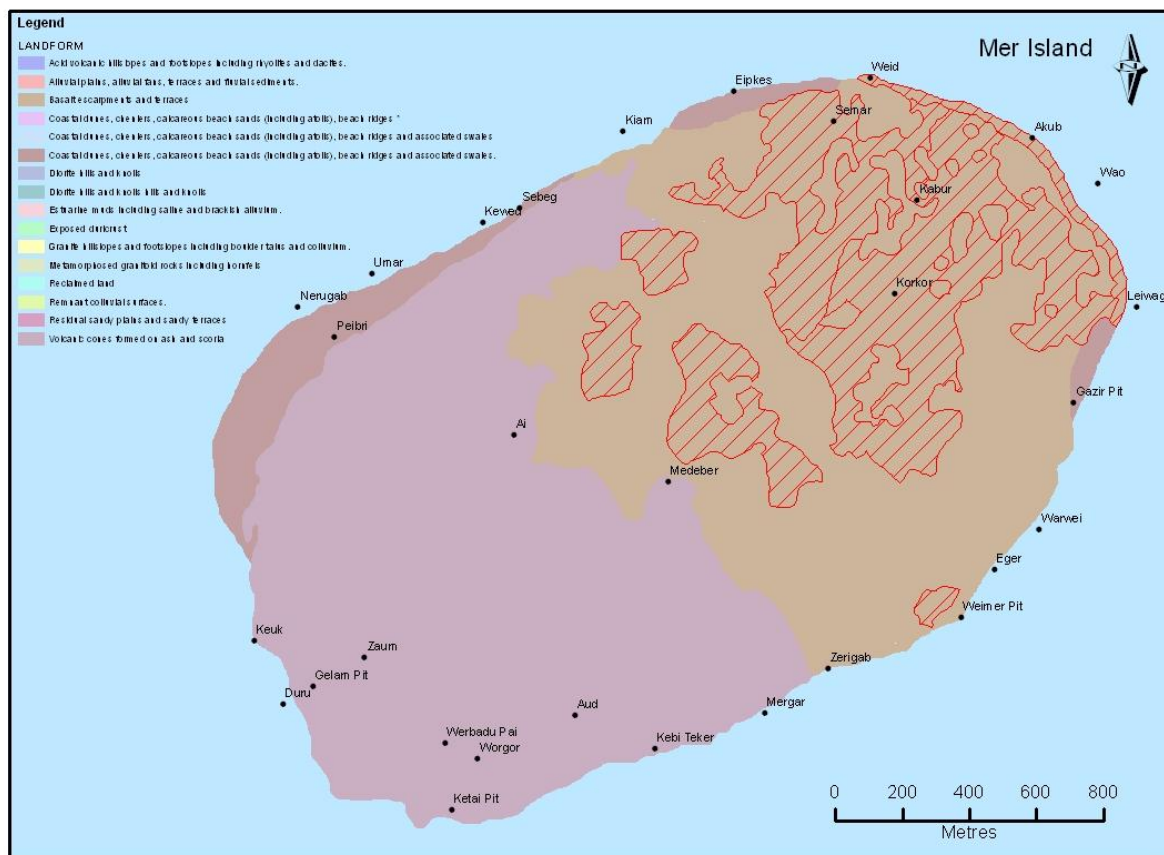 Legend
LANDFORM
Acid volcanic hillslopes and footslopes including rhyolites and dacites.
Alluvial plains, alluvial fans, terraces and fluvial sediments.
Basalt escarpments and terraces
Coastal dunes, cheniers, calcareous beach sands (including atolls), beach ridges *
Coastal dunes, cheniers, calcareous beach sands (including atolls), beach ridges and associated swales
Coastal dunes, cheniers, calcareous beach sands (including atolls), beach ridges and associated swales.
Diorite hills and knolls
Diorite hills and knolls hills and knolls
Estuarine muds including saline and brackish alluvium.
Exposed duricrust
Granite hillslopes and footslopes including boulder talus and colluvium.
Metamorphosed granitoid rocks including hornfels
Reclaimed land
Remnant colluvial surfaces.
Residual sandy plains and sandy terraces
Volcanic cones formed on ash and scoria
Mer Island
N
Weid
Eipkes
Semar
Kiam
Akub
Wao
Kabur
Sebeg
Kewed
Umar
Korkor
Nerugab
Leiwag
Peibri
Gazir Pit
Ai
Medeber
Warwei
Eger
Weimer Pit
Keuk
Zaum
Zerigab
Gelam Pit
Duru
Aud
Mergar
Werbadu Pai
Kebi Teker
Worgor
Ketai Pit
0 200 400 600 800
Metres